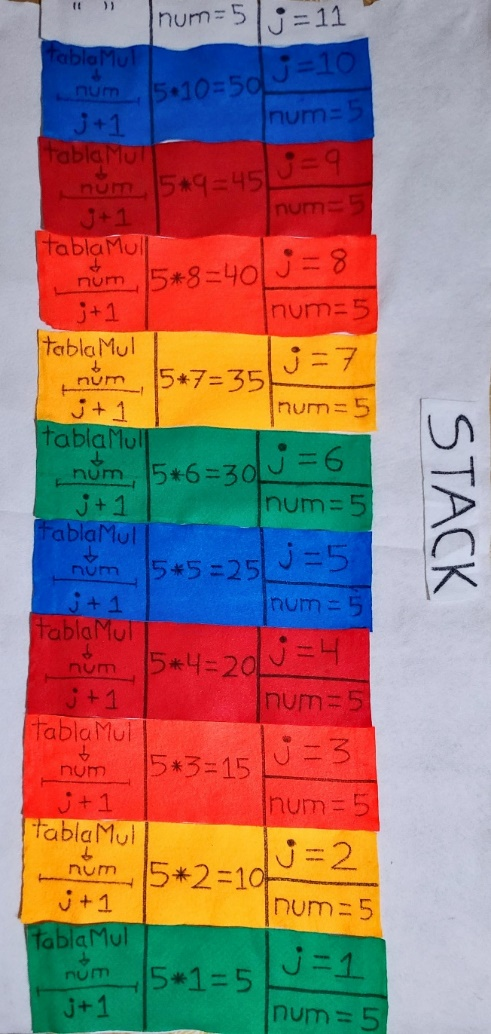 " "
num=5
j=11
tablaMul
num
j+1
5*10=50
j=10
num=5
tablaMul
num
j+1
5*9=45
j=9
num=5
tablaMul
num
j+1
5*8=40
j=8
num=5
tablaMul
num
j+1
5*7=35
j=7
num=5
tablaMul
num
j+1
5*6=30
j=6
num=5
tablaMul
num
j+1
5*5=25
j=5
num=5
tablaMul
num
j+1
5*4=20
j=4
num=5
tablaMul
num
j+1
5*3=15
j=3
num=5
tablaMul
num
j+1
5*2=10
j=2
num=5
tablaMul
num
j+1
5*1=5
j=1
num=5
STACK